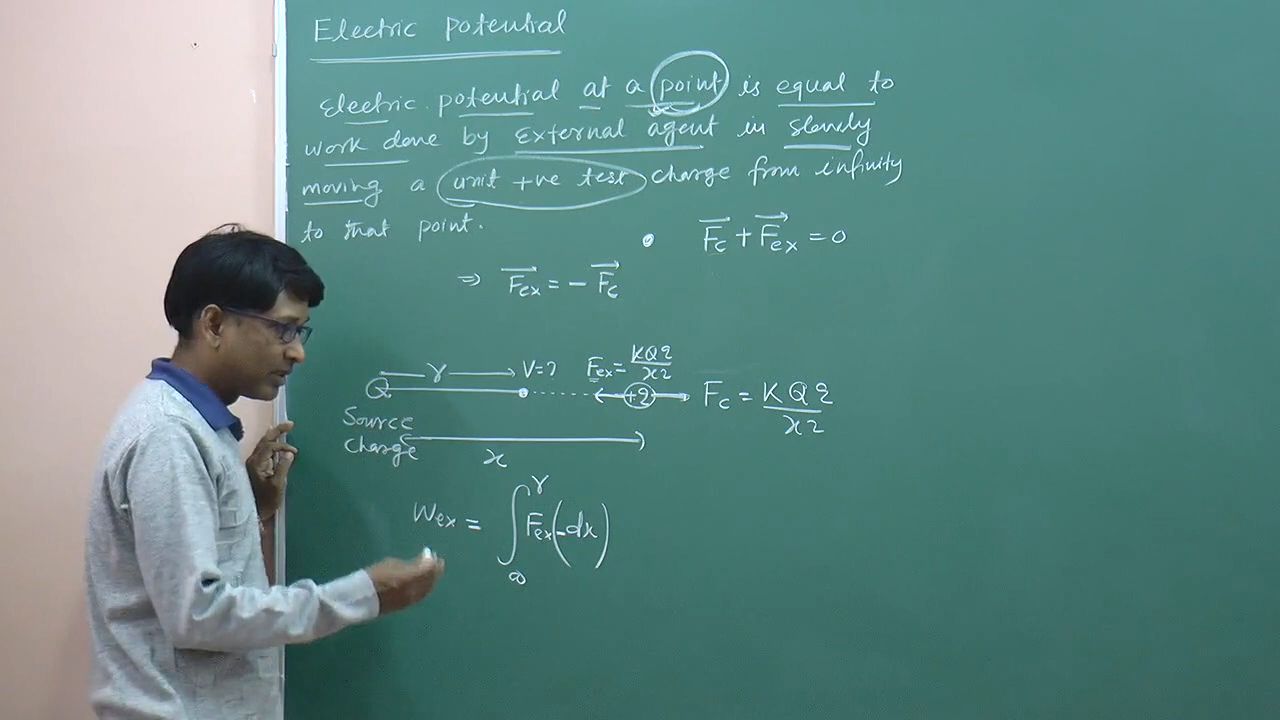 Electric potential
Electric potential at a point is equal to
work done by External agent in slowly
moving a unit +ve test charge from infinity
to that point.
• F⃗c + F⃗ex = 0
⇒ F⃗ex = - F⃗c
r V=? Fex = KQq/x²
Q +q Fc = KQq/x²
Source
Charge
x
Wex = ∫∞^r Fex(-dx)